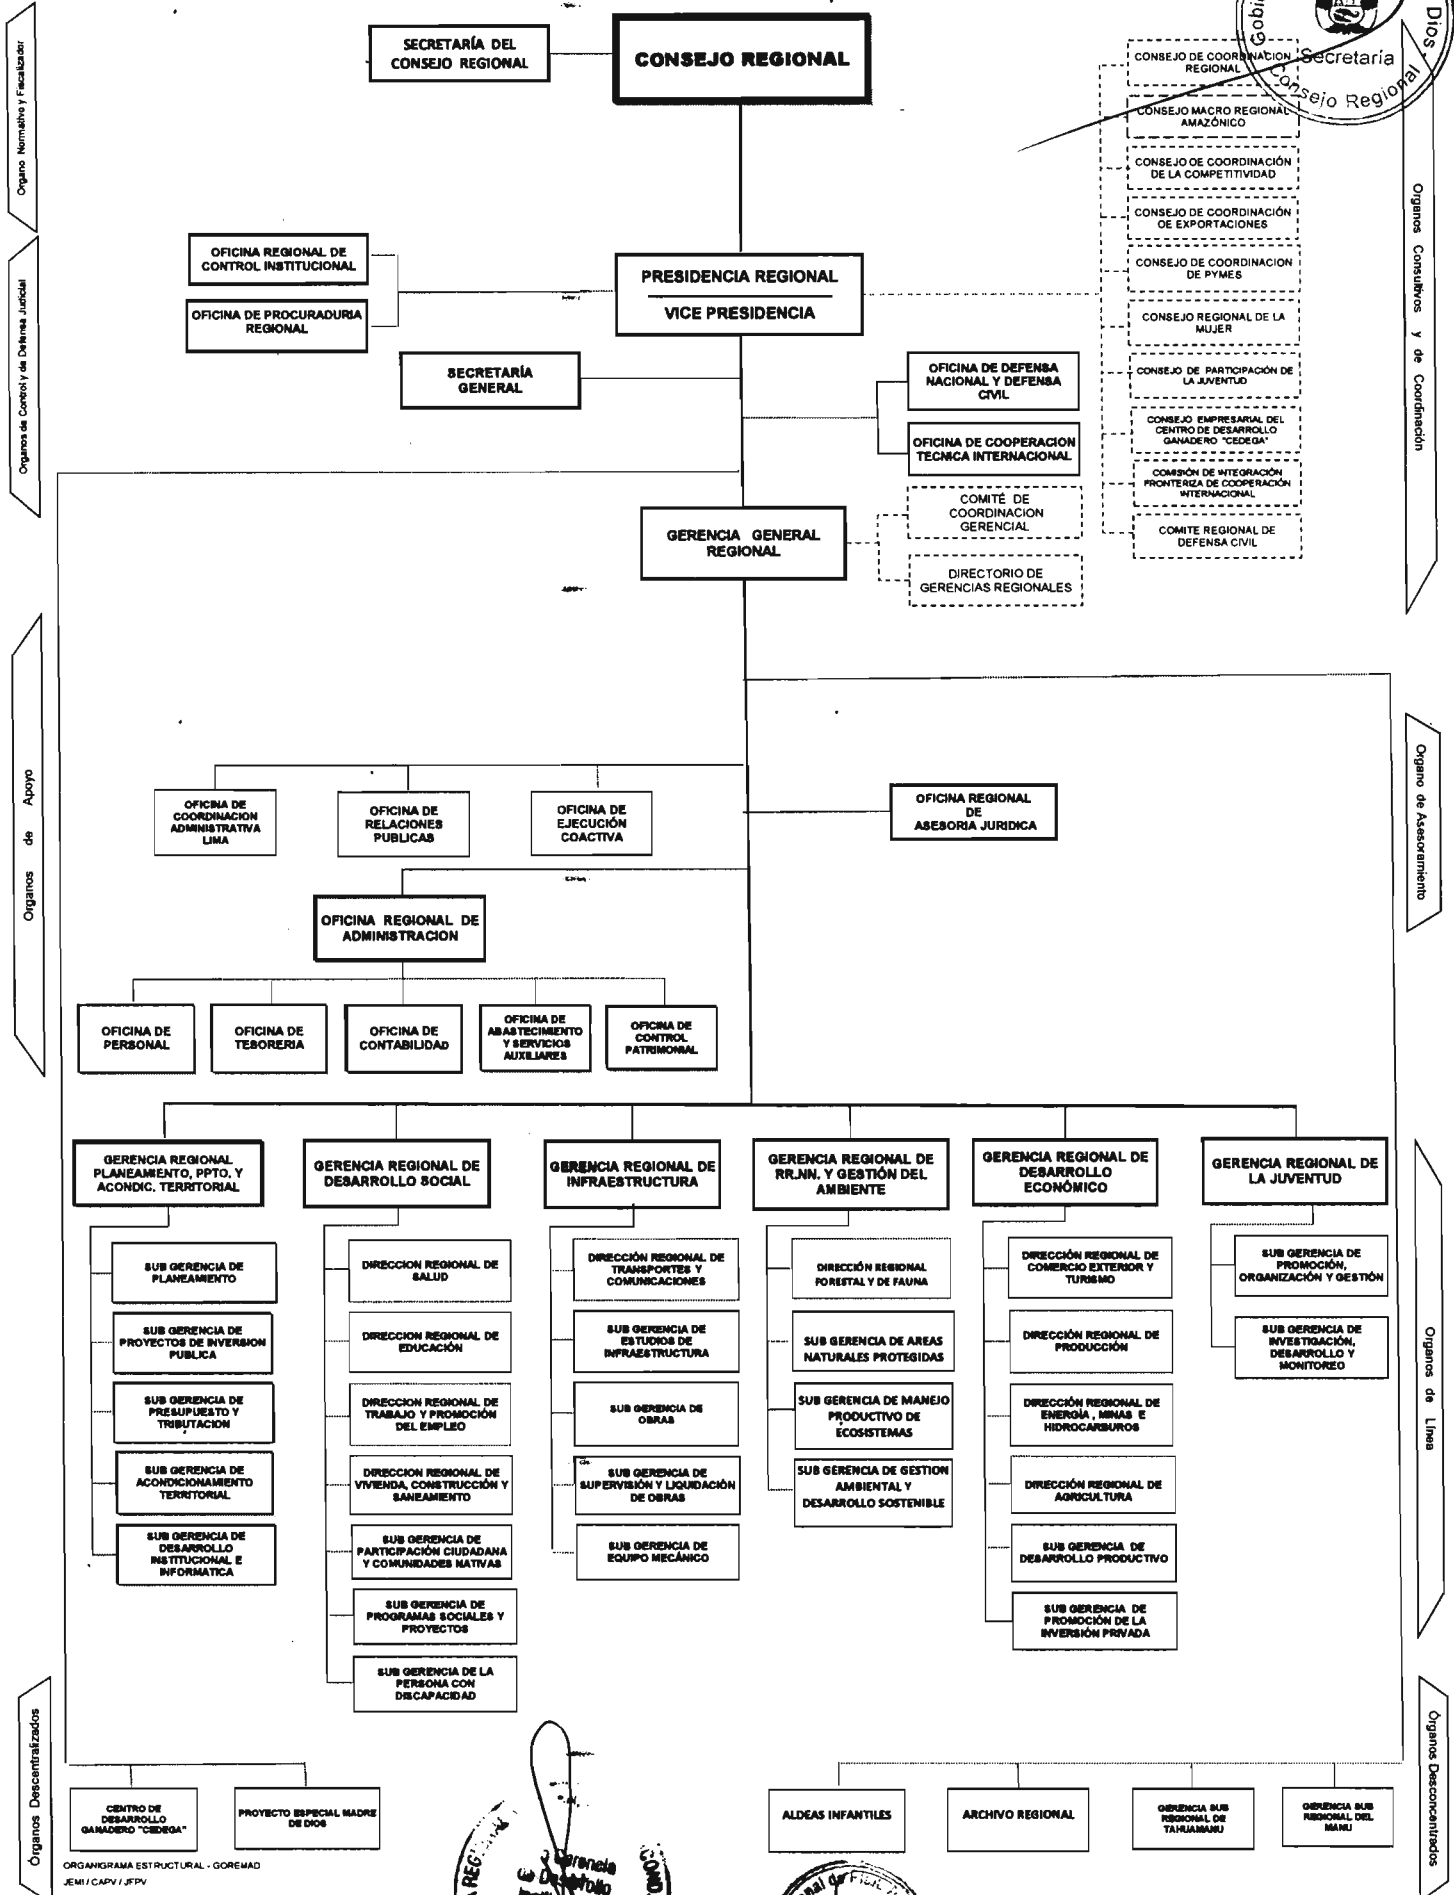 SECRETARÍA DEL
CONSEJO REGIONAL
CONSEJO REGIONAL
Dios
Secretaría
Consejo Regional
CONSEJO DE COORDINACION
REGIONAL
CONSEJO MACRO REGIONAL
AMAZÓNICO
CONSEJO DE COORDINACIÓN
DE LA COMPETITIVIDAD
CONSEJO DE COORDINACIÓN
DE EXPORTACIONES
CONSEJO DE COORDINACION
DE PYMES
CONSEJO REGIONAL DE LA
MUJER
CONSEJO DE PARTICIPACIÓN DE
LA JUVENTUD
CONSEJO EMPRESARIAL DEL
CENTRO DE DESARROLLO
GANADERO "CEDEGA"
COMISIÓN DE INTEGRACIÓN
FRONTERIZA DE COOPERACIÓN
INTERNACIONAL
COMITE REGIONAL DE
DEFENSA CIVIL
Organo Normativo y Fiscalizador
Organos de Control y de Defensa Judicial
Organos Consultivos y de Coordinación
OFICINA REGIONAL DE
CONTROL INSTITUCIONAL
OFICINA DE PROCURADURIA
REGIONAL
PRESIDENCIA REGIONAL
VICE PRESIDENCIA
SECRETARÍA
GENERAL
OFICINA DE DEFENSA
NACIONAL Y DEFENSA
CIVIL
OFICINA DE COOPERACION
TECNICA INTERNACIONAL
GERENCIA GENERAL
REGIONAL
COMITÉ DE
COORDINACION
GERENCIAL
DIRECTORIO DE
GERENCIAS REGIONALES
Organos de Apoyo
Organo de Asesoramiento
OFICINA DE
COORDINACION
ADMINISTRATIVA
LIMA
OFICINA DE
RELACIONES
PUBLICAS
OFICINA DE
EJECUCIÓN
COACTIVA
OFICINA REGIONAL
DE
ASESORIA JURIDICA
OFICINA REGIONAL DE
ADMINISTRACION
OFICINA DE
PERSONAL
OFICINA DE
TESORERIA
OFICINA DE
CONTABILIDAD
OFICINA DE
ABASTECIMIENTO
Y SERVICIOS
AUXILIARES
OFICINA DE
CONTROL
PATRIMONIAL
GERENCIA REGIONAL
PLANEAMIENTO, PPTO, Y
ACONDIC. TERRITORIAL
SUB GERENCIA DE
PLANEAMIENTO
SUB GERENCIA DE
PROYECTOS DE INVERSION
PUBLICA
SUB GERENCIA DE
PRESUPUESTO Y
TRIBUTACION
SUB GERENCIA DE
ACONDICIONAMIENTO
TERRITORIAL
SUB GERENCIA DE
DESARROLLO
INSTITUCIONAL E
INFORMATICA
GERENCIA REGIONAL DE
DESARROLLO SOCIAL
DIRECCION REGIONAL DE
SALUD
DIRECCION REGIONAL DE
EDUCACIÓN
DIRECCION REGIONAL DE
TRABAJO Y PROMOCIÓN
DEL EMPLEO
DIRECCION REGIONAL DE
VIVIENDA, CONSTRUCCIÓN Y
SANEAMIENTO
SUB GERENCIA DE
PARTICIPACIÓN CIUDADANA
Y COMUNIDADES NATIVAS
SUB GERENCIA DE
PROGRAMAS SOCIALES Y
PROYECTOS
SUB GERENCIA DE LA
PERSONA CON
DISCAPACIDAD
GERENCIA REGIONAL DE
INFRAESTRUCTURA
DIRECCIÓN REGIONAL DE
TRANSPORTES Y
COMUNICACIONES
SUB GERENCIA DE
ESTUDIOS DE
INFRAESTRUCTURA
SUB GERENCIA DE
OBRAS
SUB GERENCIA DE
SUPERVISIÓN Y LIQUIDACIÓN
DE OBRAS
SUB GERENCIA DE
EQUIPO MECÁNICO
GERENCIA REGIONAL DE
RR.NN. Y GESTIÓN DEL
AMBIENTE
DIRECCIÓN REGIONAL
FORESTAL Y DE FAUNA
SUB GERENCIA DE AREAS
NATURALES PROTEGIDAS
SUB GERENCIA DE MANEJO
PRODUCTIVO DE
ECOSISTEMAS
SUB GERENCIA DE GESTION
AMBIENTAL Y
DESARROLLO SOSTENIBLE
GERENCIA REGIONAL DE
DESARROLLO
ECONÓMICO
DIRECCIÓN REGIONAL DE
COMERCIO EXTERIOR Y
TURISMO
DIRECCIÓN REGIONAL DE
PRODUCCIÓN
DIRECCIÓN REGIONAL DE
ENERGÍA, MINAS E
HIDROCARBUROS
DIRECCIÓN REGIONAL DE
AGRICULTURA
SUB GERENCIA DE
DESARROLLO PRODUCTIVO
SUB GERENCIA DE
PROMOCIÓN DE LA
INVERSIÓN PRIVADA
GERENCIA REGIONAL DE
LA JUVENTUD
SUB GERENCIA DE
PROMOCIÓN,
ORGANIZACIÓN Y GESTIÓN
SUB GERENCIA DE
INVESTIGACIÓN,
DESARROLLO Y
MONITOREO
Organos de Línea
Órganos Descentralizados
CENTRO DE
DESARROLLO
GANADERO "CEDEGA"
PROYECTO ESPECIAL MADRE
DE DIOS
ALDEAS INFANTILES
ARCHIVO REGIONAL
GERENCIA SUB
REGIONAL DE
TAHUAMANU
GERENCIA SUB
REGIONAL DEL
MANU
Órganos Desconcentrados
ORGANIGRAMA ESTRUCTURAL - GOREMAD
JEMI / CAPV / JFPV
Gerencia
de Desarrollo